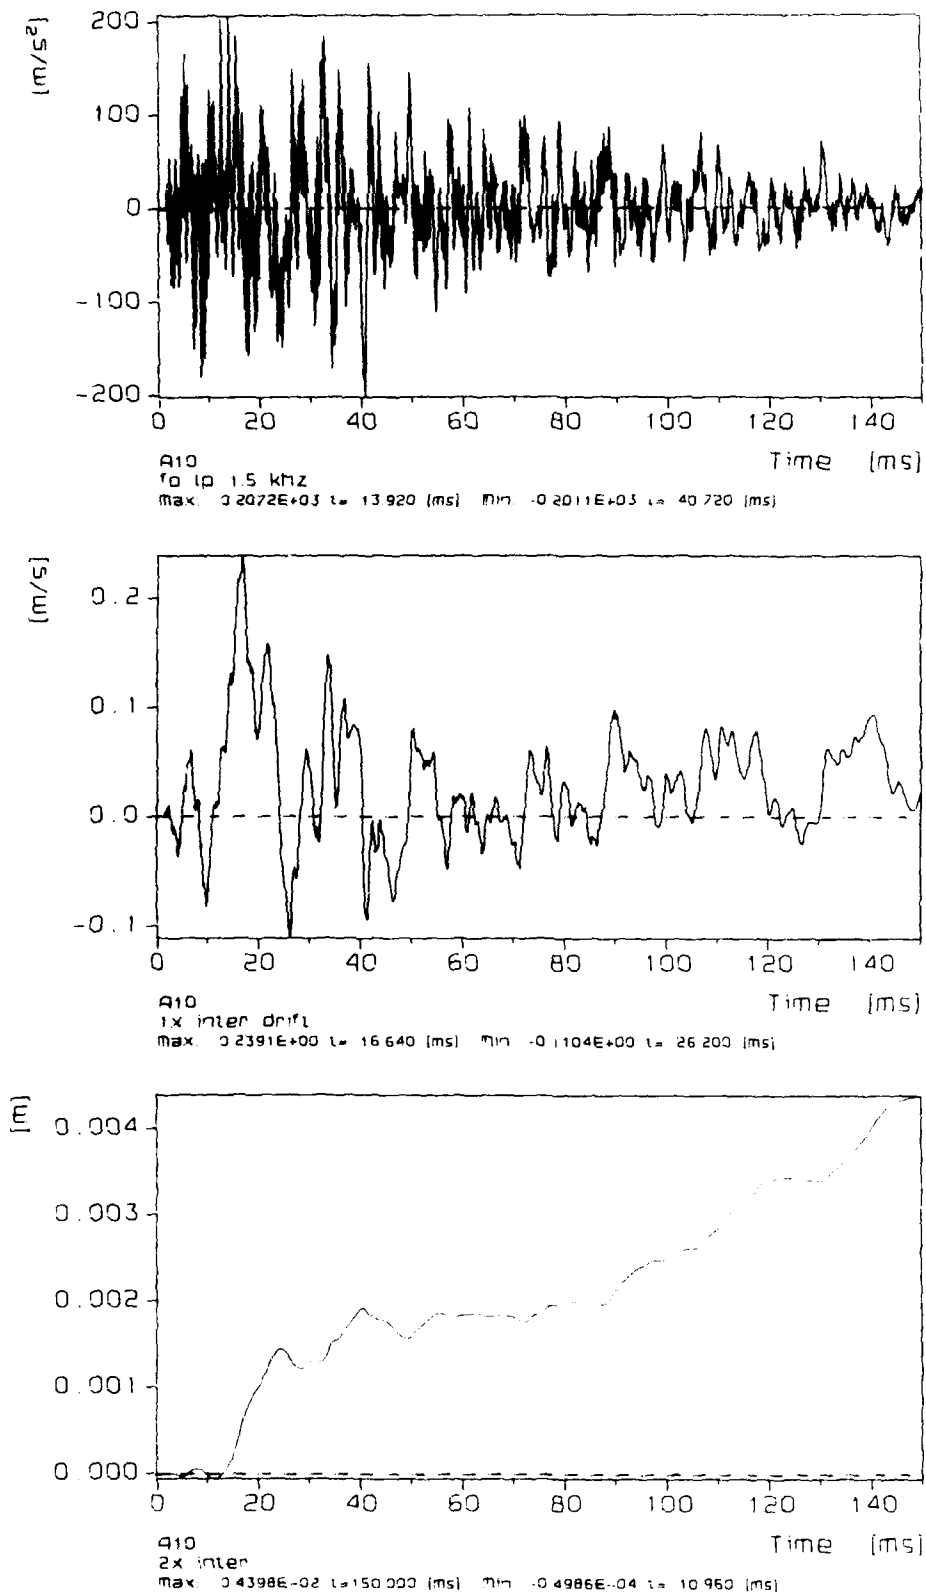 [m/s²]
200
100
0
-100
-200
0 20 40 60 80 100 120 140
Time [ms]
A10
fo lp 1.5 kHz
max: 0.2072E+03 t= 13.920 [ms] Min: -0.2011E+03 t= 40.720 [ms]
[m/s]
0.2
0.1
0.0
-0.1
0 20 40 60 80 100 120 140
Time [ms]
A10
1x inter drift
max: 0.2391E+00 t= 16.640 [ms] Min -0.1104E+00 t= 26.200 [ms]
[m]
0.004
0.003
0.002
0.001
0.000
0 20 40 60 80 100 120 140
Time [ms]
A10
2x inter
max: 0.4398E-02 t=150.000 [ms] Min -0.4986E-04 t= 10.960 [ms]